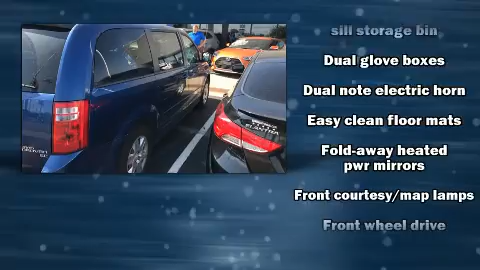 sill storage bin
Dual glove boxes
Dual note electric horn
Easy clean floor mats
Fold-away heated
pwr mirrors
Front courtesy/map lamps
Front wheel drive
ELANTRA